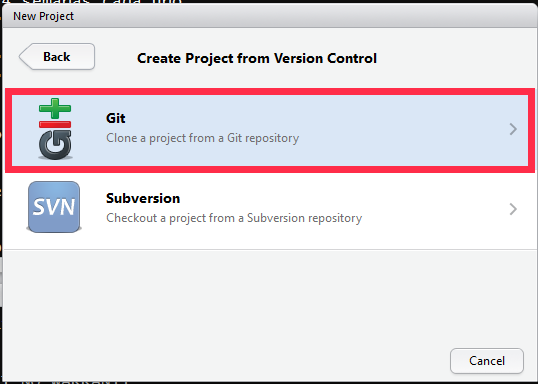 New Project
Back
Create Project from Version Control
Git
Clone a project from a Git repository
SVN
Subversion
Checkout a project from a Subversion repository
Cancel